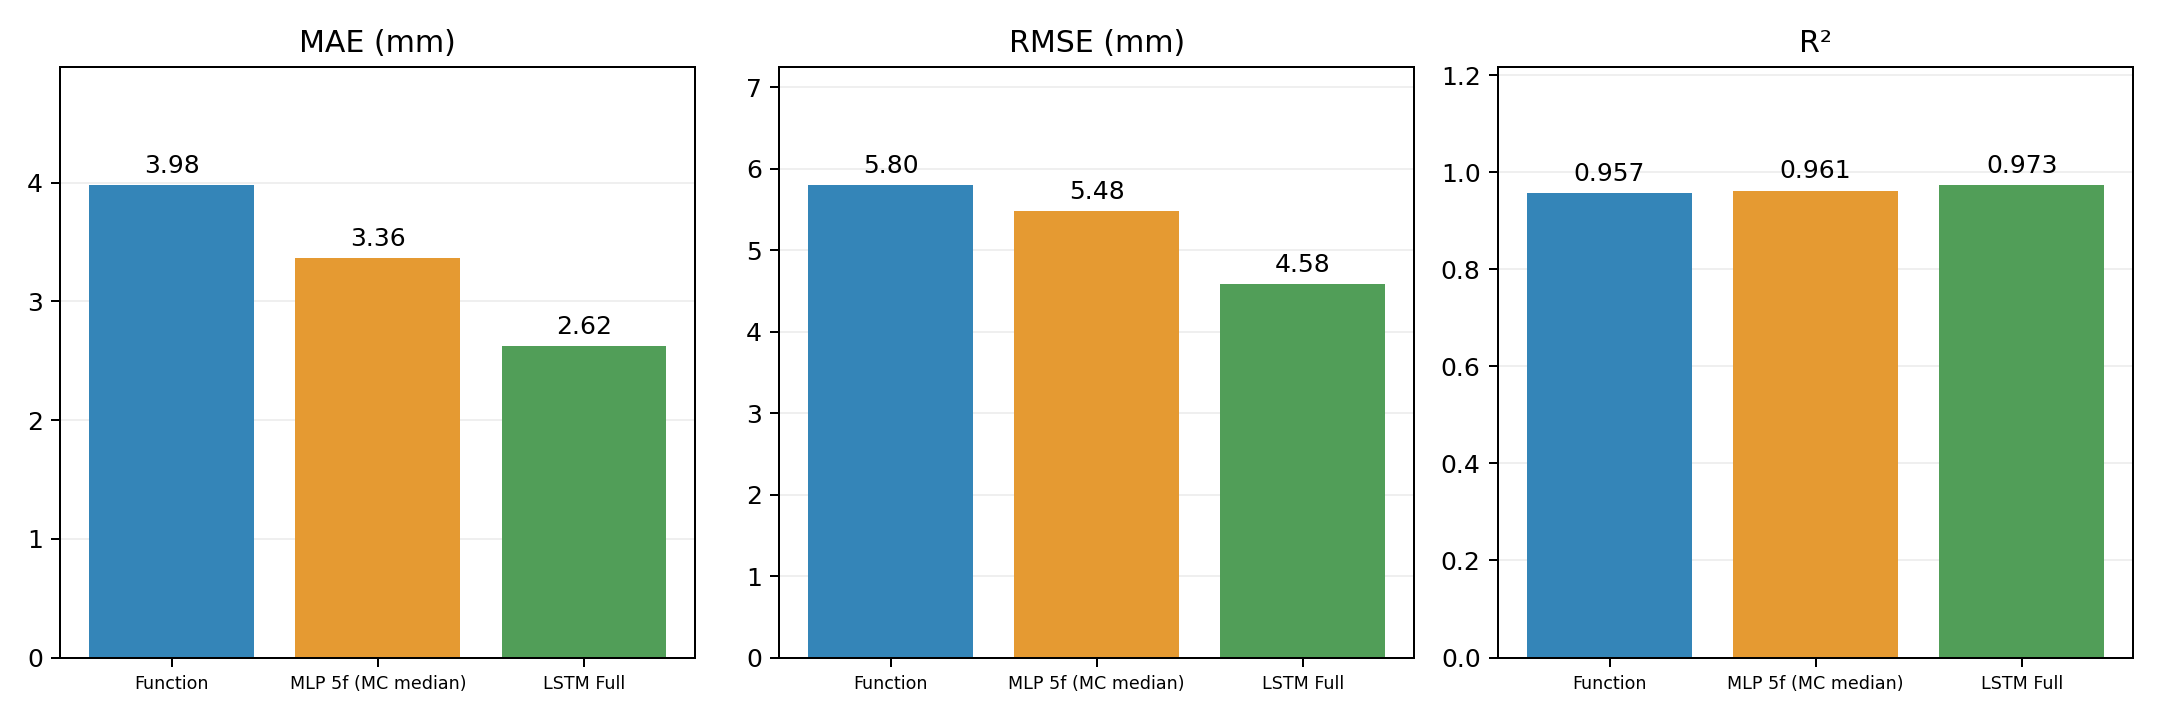 MAE (mm)
4
3
2
1
0
3.98
3.36
2.62
Function
MLP 5f (MC median)
LSTM Full
RMSE (mm)
7
6
5
4
3
2
1
0
5.80
5.48
4.58
Function
MLP 5f (MC median)
LSTM Full
R²
1.2
1.0
0.8
0.6
0.4
0.2
0.0
0.957
0.961
0.973
Function
MLP 5f (MC median)
LSTM Full